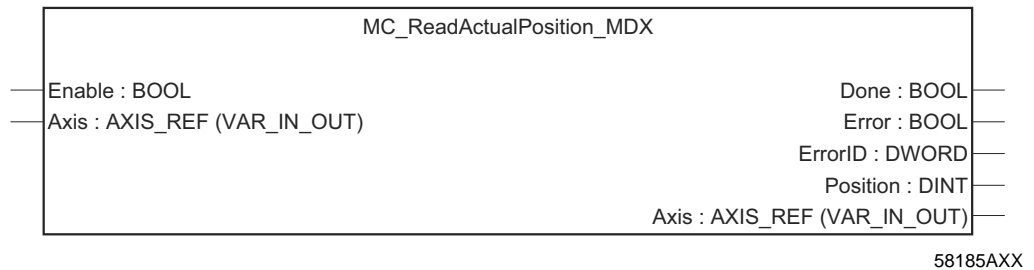 MC_ReadActualPosition_MDX
Enable : BOOL Done : BOOL
Axis : AXIS_REF (VAR_IN_OUT) Error : BOOL
ErrorID : DWORD
Position : DINT
Axis : AXIS_REF (VAR_IN_OUT)
58185AXX